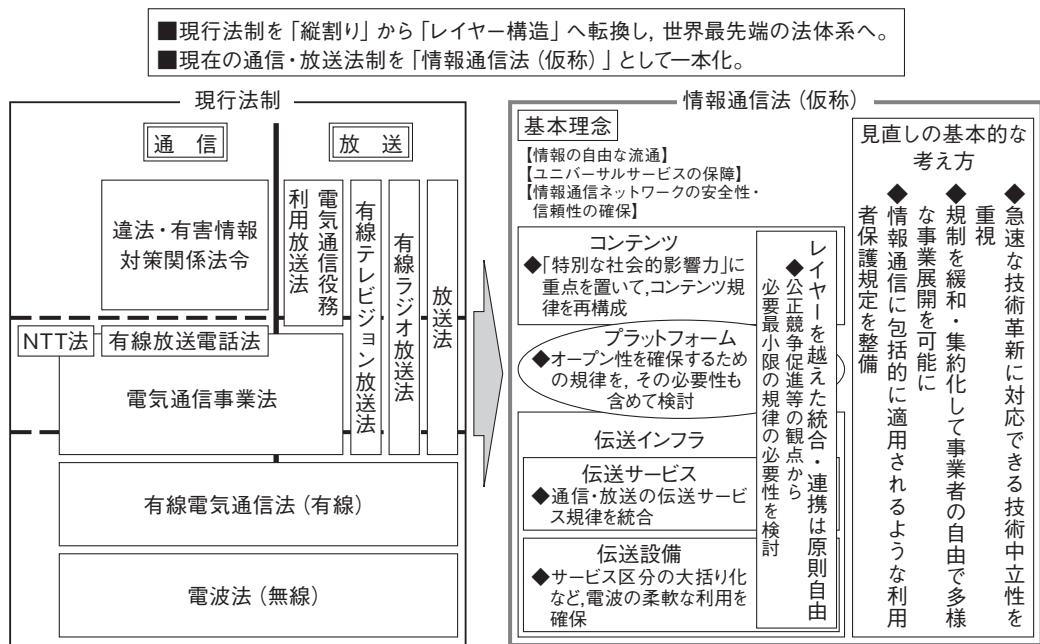 ■現行法制を「縦割り」から「レイヤー構造」へ転換し，世界最先端の法体系へ。
■現在の通信・放送法制を「情報通信法（仮称）」として一本化。
現行法制
通　信
放　送
違法・有害情報
対策関係法令
電気通信役務
利用放送法
有線テレビジョン放送法
有線ラジオ放送法
放送法
NTT法
有線放送電話法
電気通信事業法
有線電気通信法（有線）
電波法（無線）
情報通信法（仮称）
基本理念
【情報の自由な流通】
【ユニバーサルサービスの保障】
【情報通信ネットワークの安全性・
信頼性の確保】
コンテンツ
◆「特別な社会的影響力」に
重点を置いて，コンテンツ規
律を再構成
プラットフォーム
◆オープン性を確保するため
の規律を，その必要性も
含めて検討
伝送インフラ
伝送サービス
◆通信・放送の伝送サービ
ス規律を統合
伝送設備
◆サービス区分の大括り化
など，電波の柔軟な利用を
確保
レイヤーを越えた統合・連携は原則自由
◆公正競争促進等の観点から
必要最小限の規律の必要性を検討
見直しの基本的な
考え方
◆急速な技術革新に対応できる技術中立性を
重視
◆規制を緩和・集約化して事業者の自由で多様
な事業展開を可能に
◆情報通信に包括的に適用されるような利用
者保護規定を整備